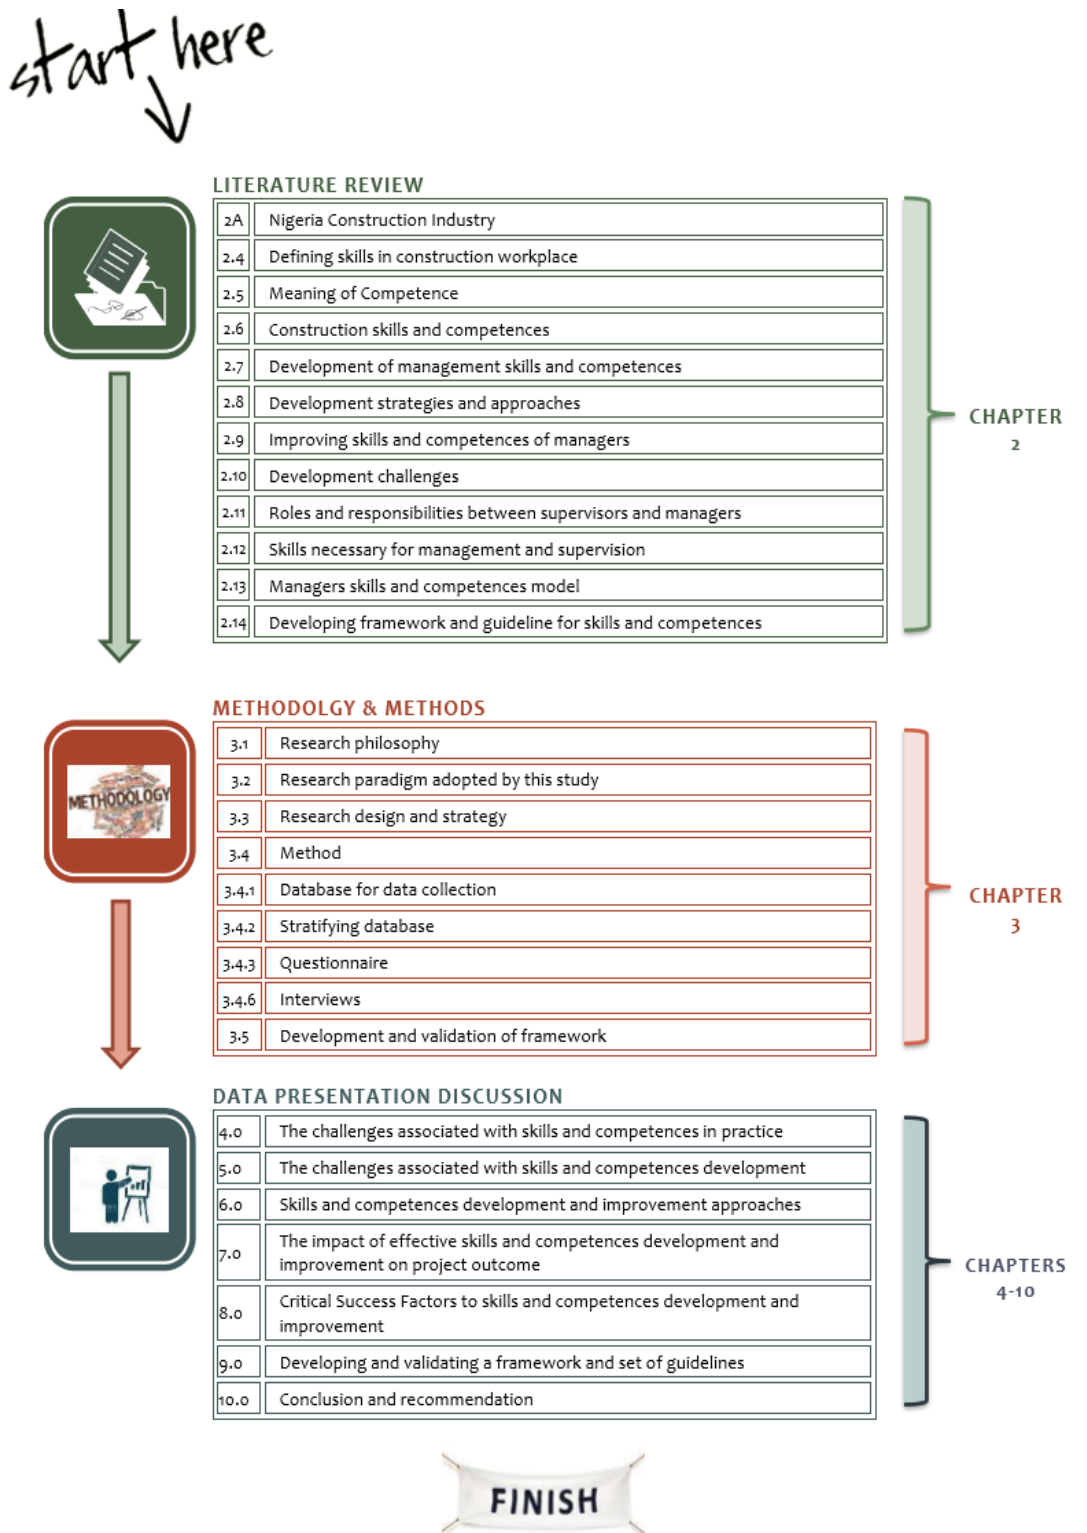 start here
LITERATURE REVIEW
2A Nigeria Construction Industry
2.4 Defining skills in construction workplace
2.5 Meaning of Competence
2.6 Construction skills and competences
2.7 Development of management skills and competences
2.8 Development strategies and approaches
2.9 Improving skills and competences of managers
2.10 Development challenges
2.11 Roles and responsibilities between supervisors and managers
2.12 Skills necessary for management and supervision
2.13 Managers skills and competences model
2.14 Developing framework and guideline for skills and competences
CHAPTER
2
METHODOLGY & METHODS
METHODOLOGY
3.1 Research philosophy
3.2 Research paradigm adopted by this study
3.3 Research design and strategy
3.4 Method
3.4.1 Database for data collection
3.4.2 Stratifying database
3.4.3 Questionnaire
3.4.6 Interviews
3.5 Development and validation of framework
CHAPTER
3
DATA PRESENTATION DISCUSSION
4.0 The challenges associated with skills and competences in practice
5.0 The challenges associated with skills and competences development
6.0 Skills and competences development and improvement approaches
7.0 The impact of effective skills and competences development and
improvement on project outcome
8.0 Critical Success Factors to skills and competences development and
improvement
9.0 Developing and validating a framework and set of guidelines
10.0 Conclusion and recommendation
CHAPTERS
4-10
FINISH